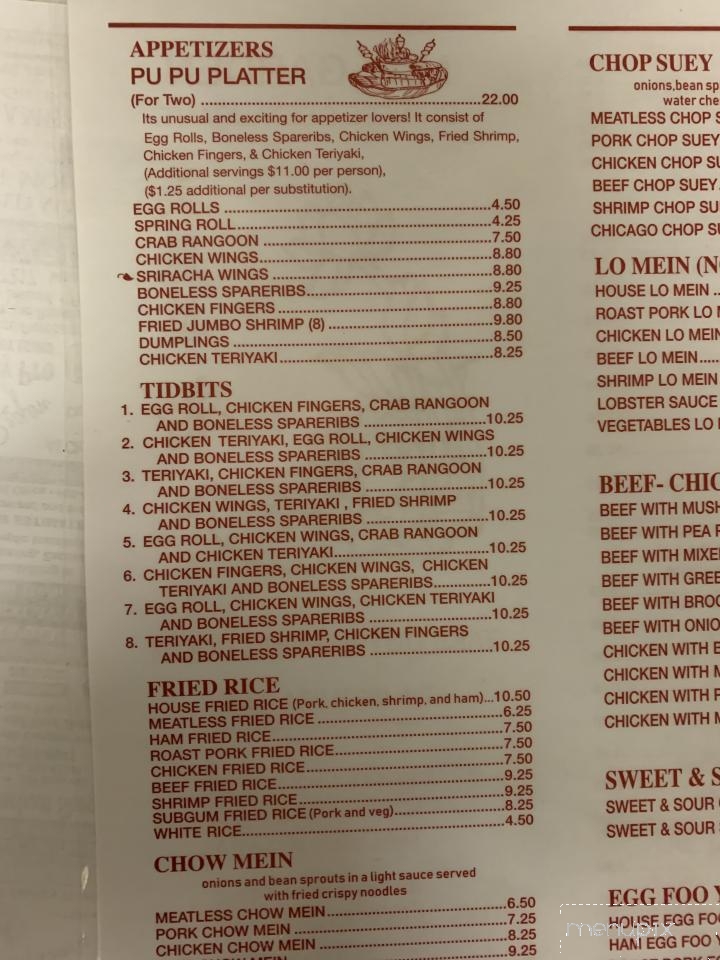 APPETIZERS
PU PU PLATTER
(For Two) ..........22.00
Its unusual and exciting for appetizer lovers! It consist of
Egg Rolls, Boneless Spareribs, Chicken Wings, Fried Shrimp,
Chicken Fingers, & Chicken Teriyaki,
(Additional servings $11.00 per person),
($1.25 additional per substitution).
EGG ROLLS ..........4.50
SPRING ROLL..........4.25
CRAB RANGOON ..........7.50
CHICKEN WINGS..........8.80
SRIRACHA WINGS ..........8.80
BONELESS SPARERIBS..........9.25
CHICKEN FINGERS ..........8.80
FRIED JUMBO SHRIMP (8) ..........9.80
DUMPLINGS ..........8.50
CHICKEN TERIYAKI..........8.25
TIDBITS
1. EGG ROLL, CHICKEN FINGERS, CRAB RANGOON
AND BONELESS SPARERIBS ..........10.25
2. CHICKEN TERIYAKI, EGG ROLL, CHICKEN WINGS
AND BONELESS SPARERIBS ..........10.25
3. TERIYAKI, CHICKEN FINGERS, CRAB RANGOON
AND BONELESS SPARERIBS ..........10.25
4. CHICKEN WINGS, TERIYAKI , FRIED SHRIMP
AND BONELESS SPARERIBS ..........10.25
5. EGG ROLL, CHICKEN WINGS, CRAB RANGOON
AND CHICKEN TERIYAKI..........10.25
6. CHICKEN FINGERS, CHICKEN WINGS, CHICKEN
TERIYAKI AND BONELESS SPARERIBS..........10.25
7. EGG ROLL, CHICKEN WINGS, CHICKEN TERIYAKI
AND BONELESS SPARERIBS ..........10.25
8. TERIYAKI, FRIED SHRIMP, CHICKEN FINGERS
AND BONELESS SPARERIBS ..........10.25
FRIED RICE
HOUSE FRIED RICE (Pork, chicken, shrimp, and ham)...10.50
MEATLESS FRIED RICE ..........6.25
HAM FRIED RICE..........7.50
ROAST PORK FRIED RICE..........7.50
CHICKEN FRIED RICE..........7.50
BEEF FRIED RICE..........9.25
SHRIMP FRIED RICE..........9.25
SUBGUM FRIED RICE (Pork and veg)..........8.25
WHITE RICE..........4.50
CHOW MEIN
onions and bean sprouts in a light sauce served
with fried crispy noodles
MEATLESS CHOW MEIN..........6.50
PORK CHOW MEIN ..........7.25
CHICKEN CHOW MEIN ..........8.25
CHOW MEIN ..........9.25
CHOP SUEY
onions,bean sp
water che
MEATLESS CHOP S
PORK CHOP SUEY
CHICKEN CHOP SU
BEEF CHOP SUEY.
SHRIMP CHOP SU
CHICAGO CHOP SU
LO MEIN (NO
HOUSE LO MEIN ..
ROAST PORK LO M
CHICKEN LO MEIN
BEEF LO MEIN.....
SHRIMP LO MEIN
LOBSTER SAUCE
VEGETABLES LO
BEEF- CHIC
BEEF WITH MUSH
BEEF WITH PEA P
BEEF WITH MIXE
BEEF WITH GREE
BEEF WITH BROC
BEEF WITH ONIO
CHICKEN WITH B
CHICKEN WITH M
CHICKEN WITH P
CHICKEN WITH M
SWEET & S
SWEET & SOUR
SWEET & SOUR
EGG FOO Y
HOUSE EGG FOO
HAM EGG FOO Y
menupix